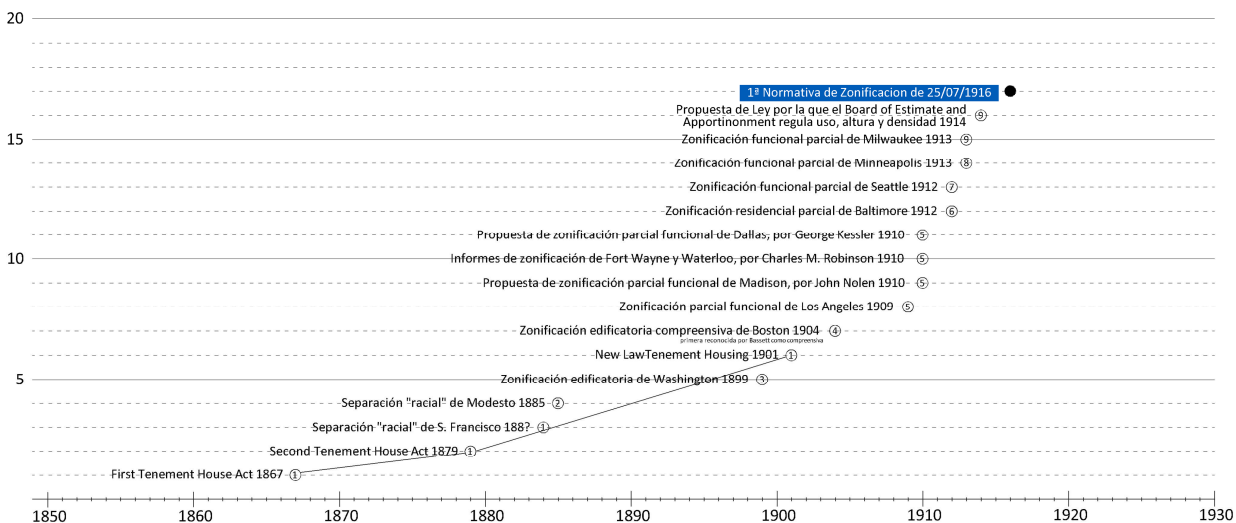 20
1ª Normativa de Zonificacion de 25/07/1916
Propuesta de Ley por la que el Board of Estimate and
Apportinonment regula uso, altura y densidad 1914 ⑨
15
Zonificación funcional parcial de Milwaukee 1913 ⑨
Zonificación funcional parcial de Minneapolis 1913 ⑧
Zonificación funcional parcial de Seattle 1912 ⑦
Zonificación residencial parcial de Baltimore 1912 ⑥
Propuesta de zonificación parcial funcional de Dallas, por George Kessler 1910 ⑤
10
Informes de zonificación de Fort Wayne y Waterloo, por Charles M. Robinson 1910 ⑤
Propuesta de zonificación parcial funcional de Madison, por John Nolen 1910 ⑤
Zonificación parcial funcional de Los Angeles 1909 ⑤
Zonificación edificatoria compreensiva de Boston 1904 ④
primera reconocida por Bassett como compreensiva
New LawTenement Housing 1901 ①
5
Zonificación edificatoria de Washington 1899 ③
Separación "racial" de Modesto 1885 ②
Separación "racial" de S. Francisco 188? ①
Second Tenement House Act 1879 ①
First Tenement House Act 1867 ①
1850 1860 1870 1880 1890 1900 1910 1920 1930